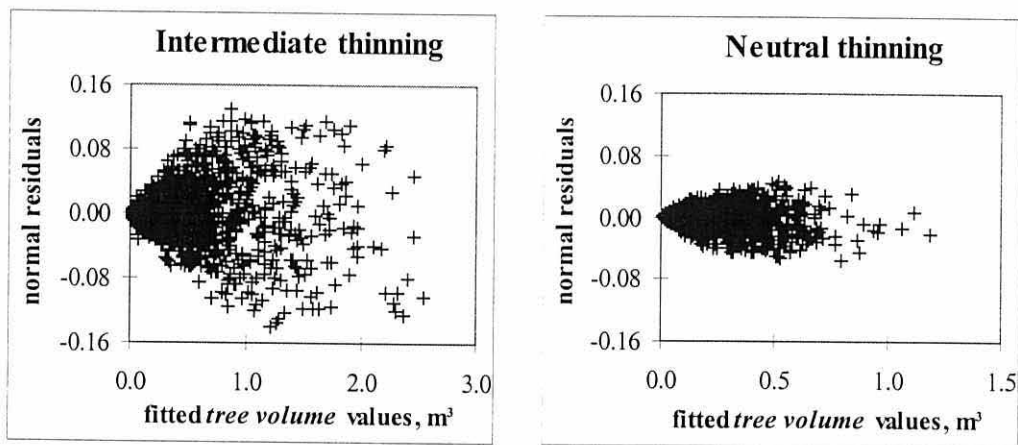 Intermediate thinning
0.16
0.08
0.00
-0.08
-0.16
normal residuals
0.0 1.0 2.0 3.0
fitted tree volume values, m³
Neutral thinning
0.16
0.08
0.00
-0.08
-0.16
normal residuals
0.0 0.5 1.0 1.5
fitted tree volume values, m³